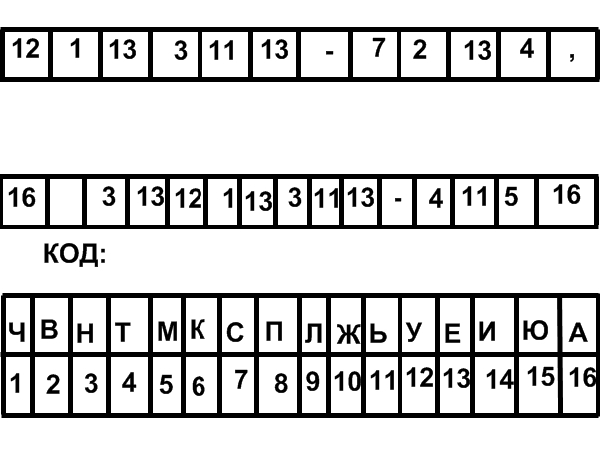 12 1 13 3 11 13 - 7 2 13 4 ,
16 3 13 12 1 13 3 11 13 - 4 11 5 16
КОД:
Ч В Н Т М К С П Л Ж Ь У Е И Ю А
1 2 3 4 5 6 7 8 9 10 11 12 13 14 15 16